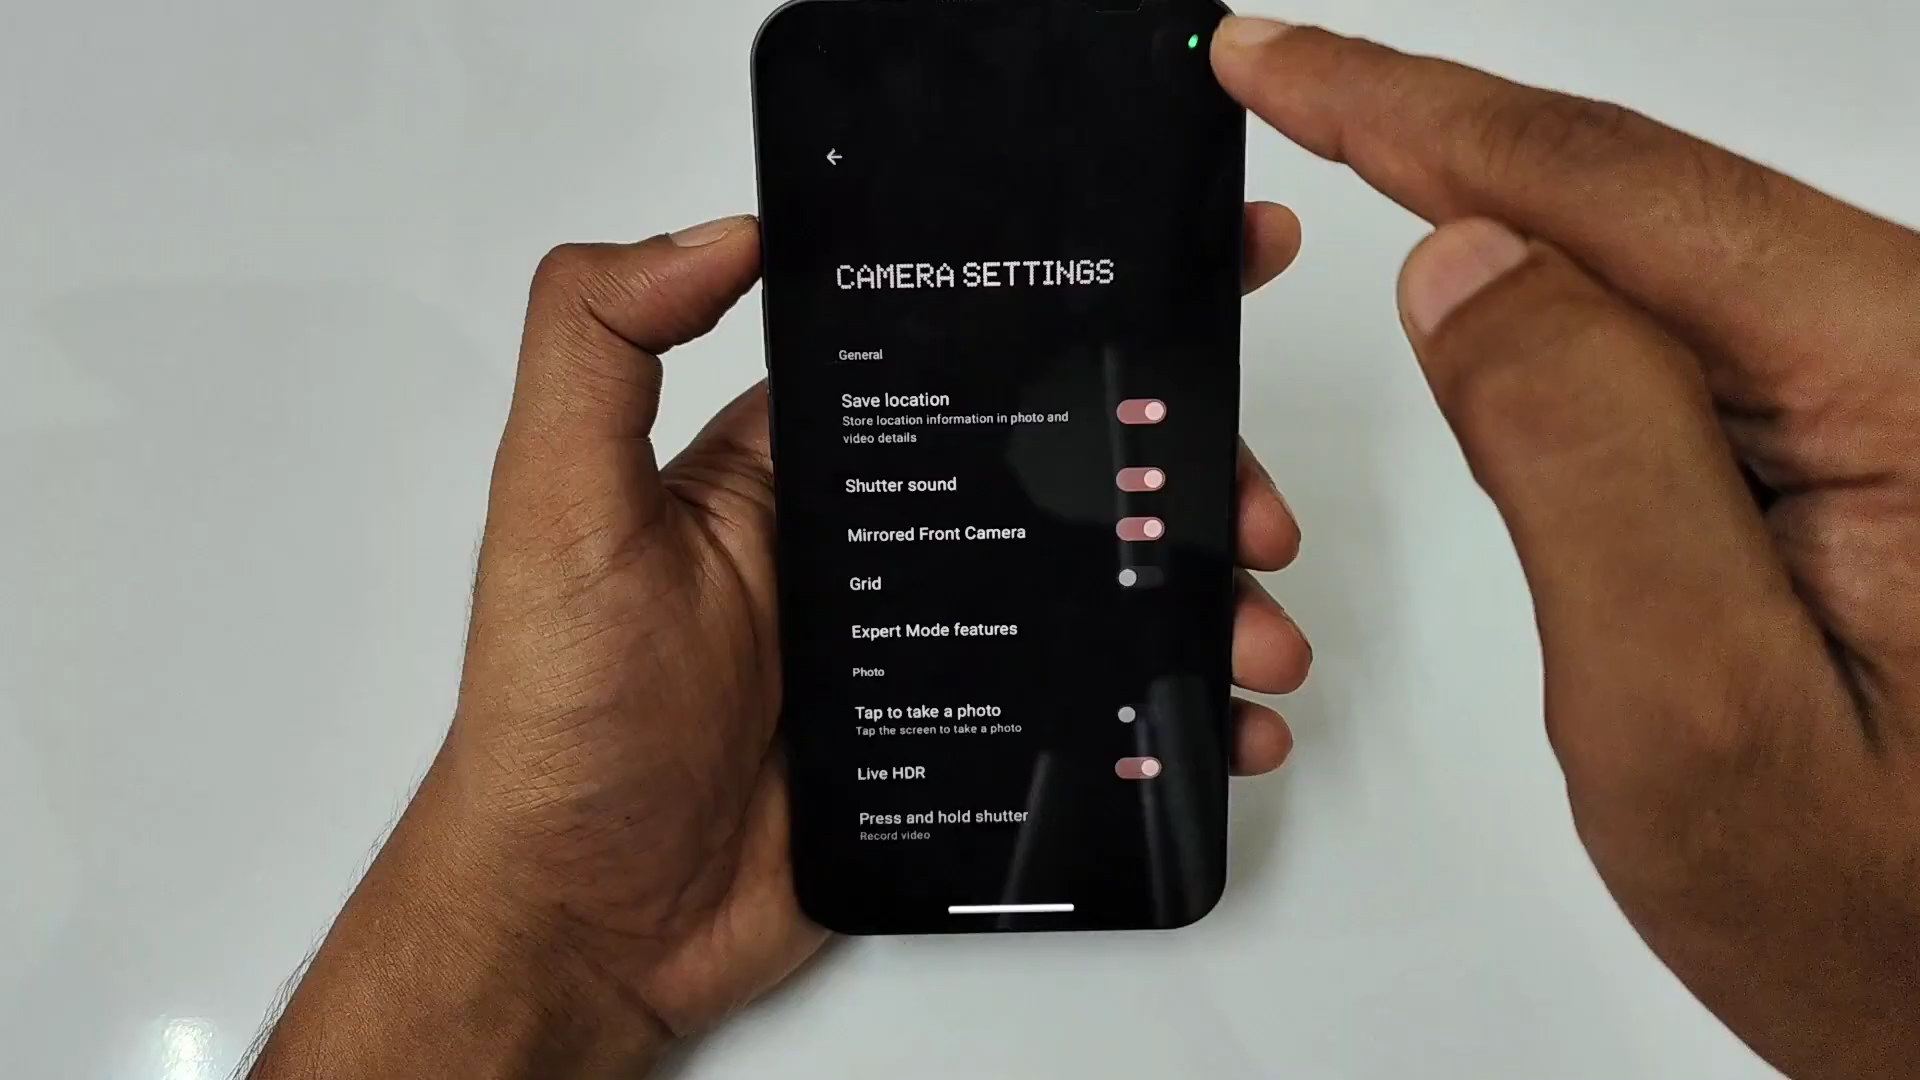 CAMERA SETTINGS
General
Save location
Store location information in photo and
video details
Shutter sound
Mirrored Front Camera
Grid
Expert Mode features
Photo
Tap to take a photo
Tap the screen to take a photo
Live HDR
Press and hold shutter
Record video